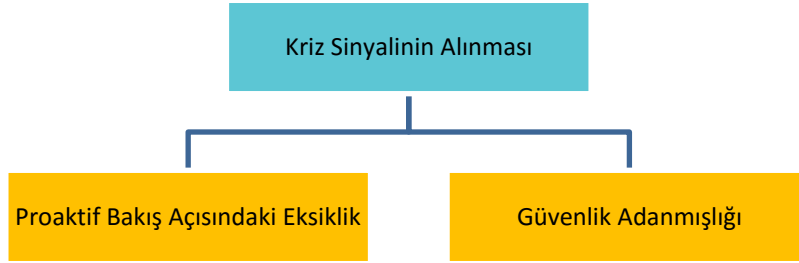 Kriz Sinyalinin Alınması
Proaktif Bakış Açısındaki Eksiklik
Güvenlik Adanmışlığı